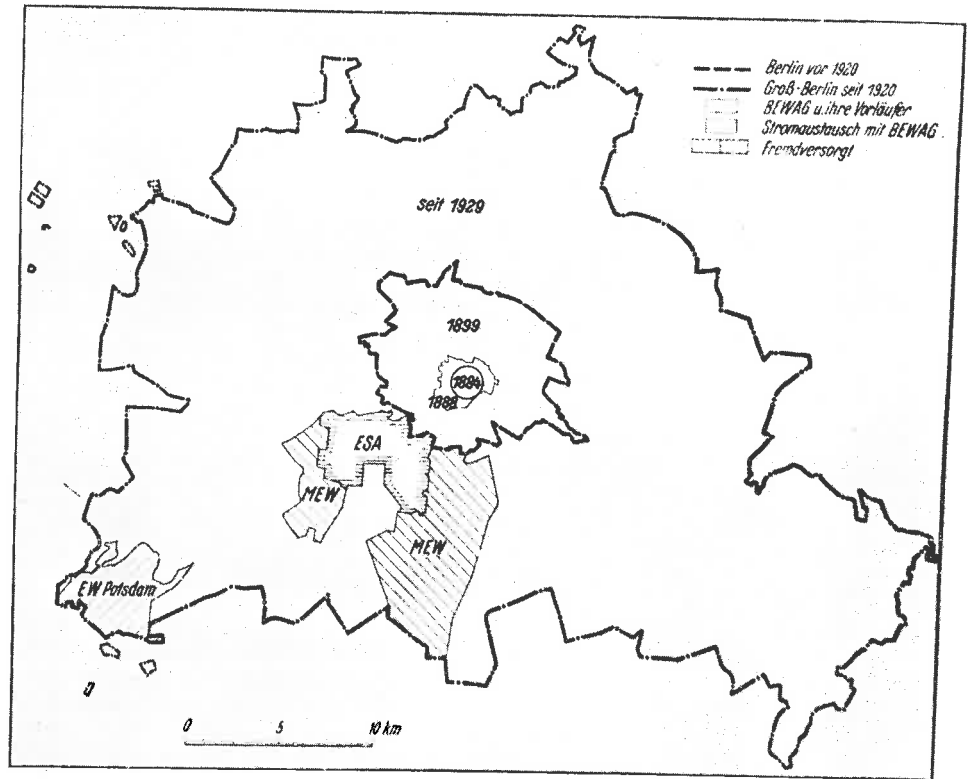 Berlin vor 1920
Groß-Berlin seit 1920
BEWAG u. ihre Vorläufer
Stromaustausch mit BEWAG
Fremdversorgt
seit 1929
1899
1884
1888
ESA
MEW
MEW
EW Potsdam
0 5 10 km